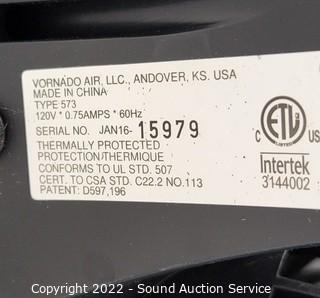 VORNADO AIR, LLC., ANDOVER, KS. USA
MADE IN CHINA
TYPE 573
120V * 0.75AMPS * 60Hz
SERIAL NO. JAN16-15979
THERMALLY PROTECTED
PROTECTION/THERMIQUE
CONFORMS TO UL STD. 507
CERT. TO CSA STD. C22.2 NO.113
PATENT: D597,196
C ETL US
LISTED
Intertek
3144002
Copyright 2022 - Sound Auction Service